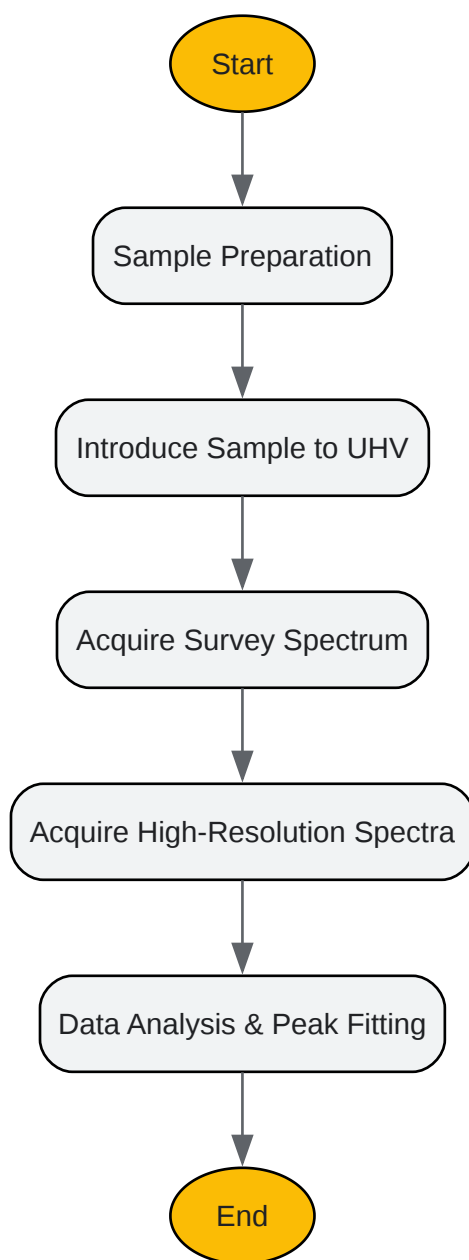 Start
Sample Preparation
Introduce Sample to UHV
Acquire Survey Spectrum
Acquire High-Resolution Spectra
Data Analysis & Peak Fitting
End